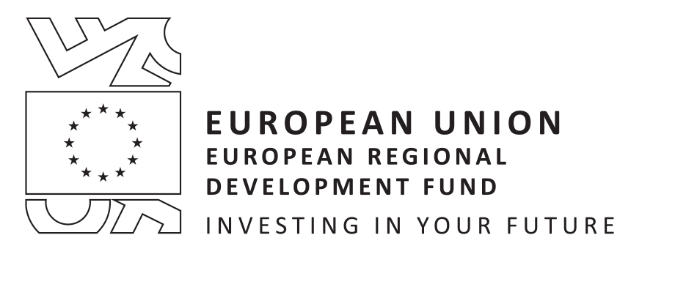 EUROPEAN UNION
EUROPEAN REGIONAL
DEVELOPMENT FUND
INVESTING IN YOUR FUTURE